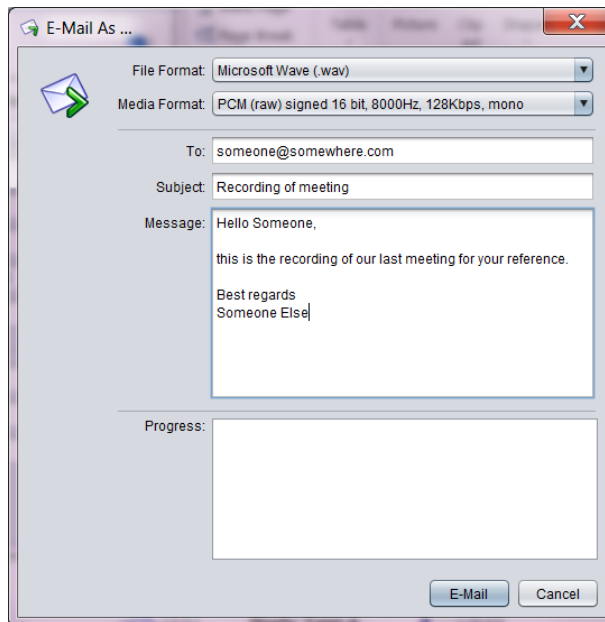 E-Mail As ...
File Format: Microsoft Wave (.wav)
Media Format: PCM (raw) signed 16 bit, 8000Hz, 128Kbps, mono
To: someone@somewhere.com
Subject: Recording of meeting
Message: Hello Someone,
this is the recording of our last meeting for your reference.
Best regards
Someone Else
Progress:
E-Mail Cancel